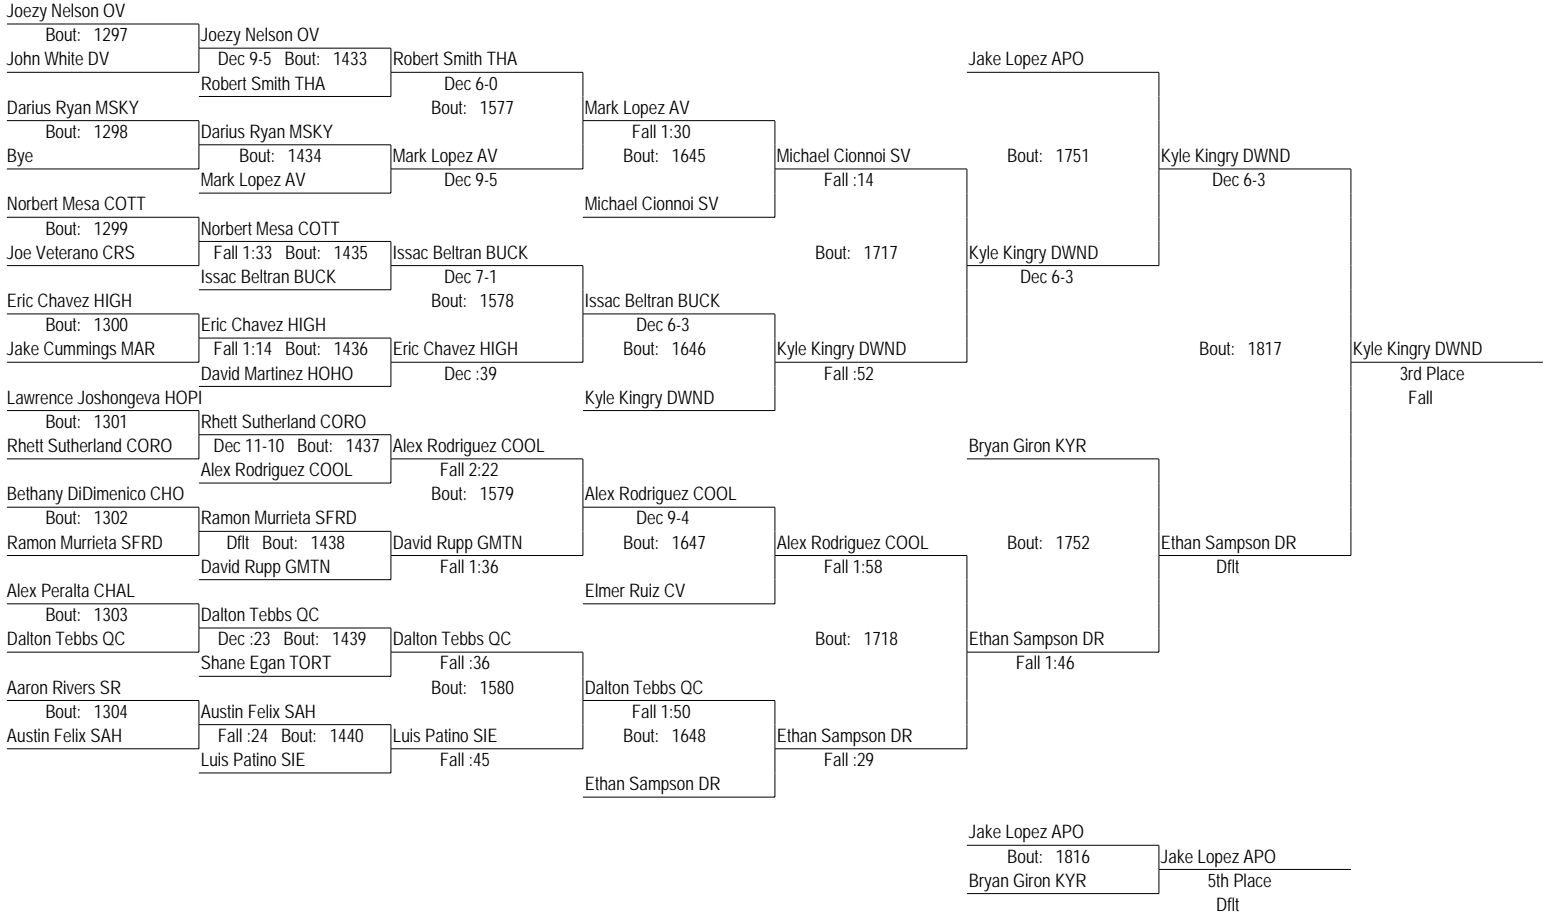 Joezy Nelson OV
Bout: 1297 Joezy Nelson OV
John White DV Dec 9-5 Bout: 1433 Robert Smith THA Jake Lopez APO
Robert Smith THA Dec 6-0
Darius Ryan MSKY Bout: 1577 Mark Lopez AV
Bout: 1298 Darius Ryan MSKY Fall 1:30
Bye Bout: 1434 Mark Lopez AV Bout: 1645 Michael Cionnoi SV Bout: 1751 Kyle Kingry DWND
Mark Lopez AV Dec 9-5 Fall :14 Dec 6-3
Norbert Mesa COTT Michael Cionnoi SV
Bout: 1299 Norbert Mesa COTT
Joe Veterano CRS Fall 1:33 Bout: 1435 Issac Beltran BUCK Bout: 1717 Kyle Kingry DWND
Issac Beltran BUCK Dec 7-1 Dec 6-3
Eric Chavez HIGH Bout: 1578 Issac Beltran BUCK
Bout: 1300 Eric Chavez HIGH Dec 6-3
Jake Cummings MAR Fall 1:14 Bout: 1436 Eric Chavez HIGH Bout: 1646 Kyle Kingry DWND Bout: 1817 Kyle Kingry DWND
David Martinez HOHO Dec :39 Fall :52 3rd Place
Lawrence Joshongeva HOPI Kyle Kingry DWND Fall
Bout: 1301 Rhett Sutherland CORO
Rhett Sutherland CORO Dec 11-10 Bout: 1437 Alex Rodriguez COOL Bryan Giron KYR
Alex Rodriguez COOL Fall 2:22
Bethany DiDimenico CHO Bout: 1579 Alex Rodriguez COOL
Bout: 1302 Ramon Murrieta SFRD Dec 9-4
Ramon Murrieta SFRD Dflt Bout: 1438 David Rupp GMTN Bout: 1647 Alex Rodriguez COOL Bout: 1752 Ethan Sampson DR
David Rupp GMTN Fall 1:36 Fall 1:58 Dflt
Alex Peralta CHAL Elmer Ruiz CV
Bout: 1303 Dalton Tebbs QC
Dalton Tebbs QC Dec :23 Bout: 1439 Dalton Tebbs QC Bout: 1718 Ethan Sampson DR
Shane Egan TORT Fall :36 Fall 1:46
Aaron Rivers SR Bout: 1580 Dalton Tebbs QC
Bout: 1304 Austin Felix SAH Fall 1:50
Austin Felix SAH Fall :24 Bout: 1440 Luis Patino SIE Bout: 1648 Ethan Sampson DR
Luis Patino SIE Fall :45 Fall :29
Ethan Sampson DR
Jake Lopez APO
Bout: 1816 Jake Lopez APO
Bryan Giron KYR 5th Place
Dflt